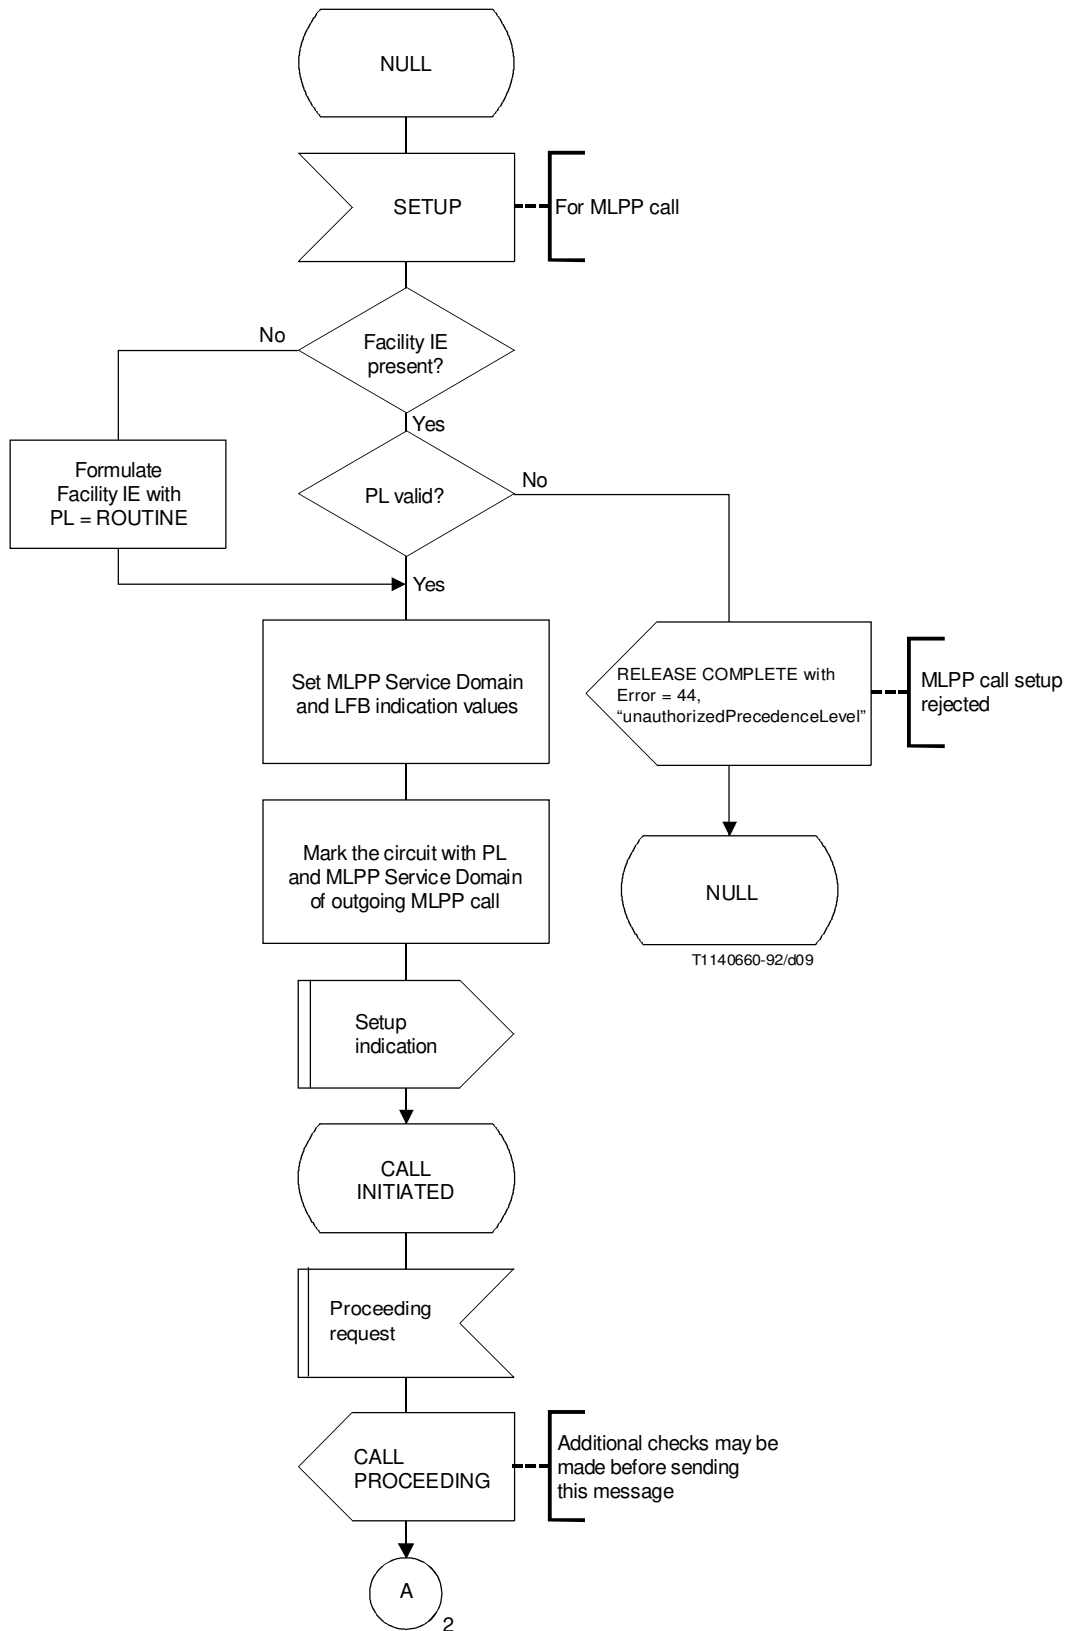 NULL
SETUP
For MLPP call
No
Facility IE
present?
Yes
Formulate
Facility IE with
PL = ROUTINE
PL valid?
No
Yes
Set MLPP Service Domain
and LFB indication values
RELEASE COMPLETE with
Error = 44,
“unauthorizedPrecedenceLevel”
MLPP call setup
rejected
Mark the circuit with PL
and MLPP Service Domain
of outgoing MLPP call
NULL
T1140660-92/d09
Setup
indication
CALL
INITIATED
Proceeding
request
CALL
PROCEEDING
Additional checks may be
made before sending
this message
A
2